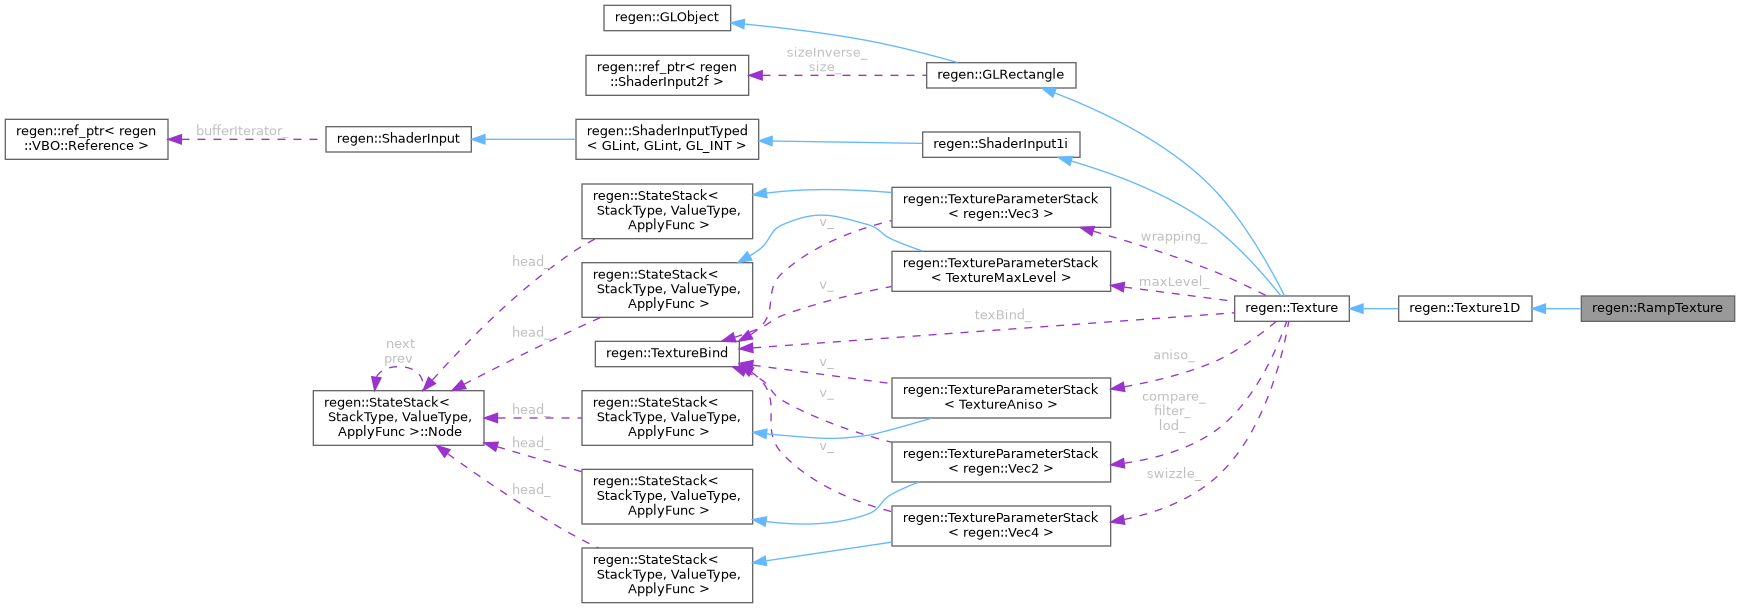 regen::GLObject
sizeInverse_
size_
regen::ref_ptr< regen
::ShaderInput2f >
regen::GLRectangle
regen::ref_ptr< regen
::VBO::Reference >
bufferIterator_
regen::ShaderInput
regen::ShaderInputTyped
< GLint, GLint, GL_INT >
regen::ShaderInput1i
regen::StateStack<
StackType, ValueType,
ApplyFunc >
regen::TextureParameterStack
< regen::Vec3 >
v_
wrapping_
head_
regen::StateStack<
StackType, ValueType,
ApplyFunc >
regen::TextureParameterStack
< TextureMaxLevel >
v_
maxLevel_
texBind_
regen::Texture
regen::Texture1D
regen::RampTexture
head_
next
prev
regen::TextureBind
aniso_
v_
regen::StateStack<
StackType, ValueType,
ApplyFunc >::Node
head_
regen::StateStack<
StackType, ValueType,
ApplyFunc >
regen::TextureParameterStack
< TextureAniso >
v_
compare_
filter_
lod_
head_
v_
regen::TextureParameterStack
< regen::Vec2 >
swizzle_
regen::StateStack<
StackType, ValueType,
ApplyFunc >
head_
regen::TextureParameterStack
< regen::Vec4 >
regen::StateStack<
StackType, ValueType,
ApplyFunc >